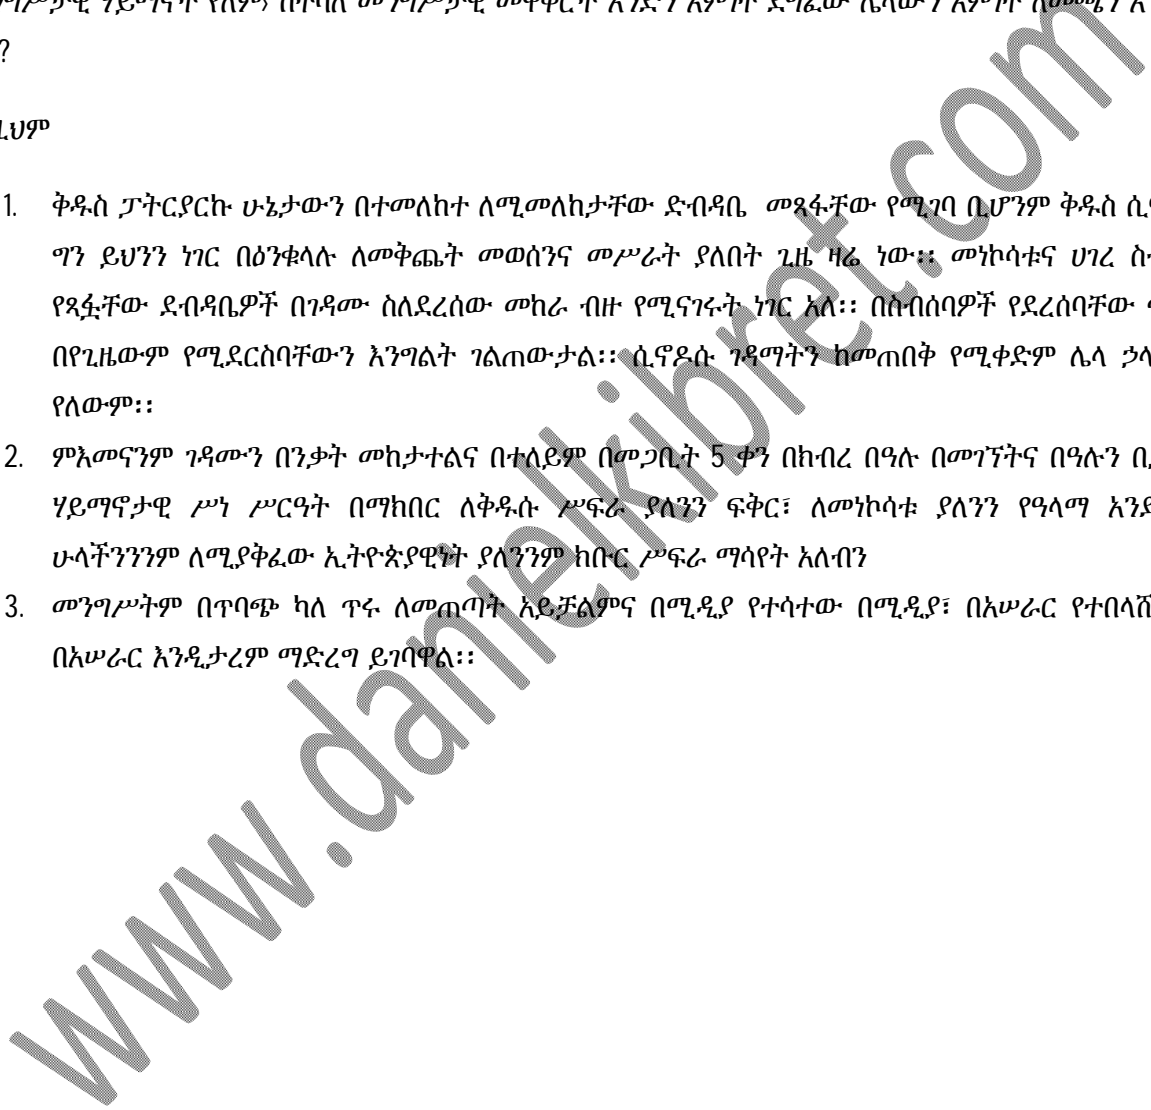 ?
1. ቅዱስ ፓትርያርኩ ሁኔታውን በተመለከተ ለሚመለከታቸው ድብዳቤ መጻፋቸው የሚገባ ቢሆንም ቅዱስ
ግን ይህንን ነገር በዕንቁላሉ ለመቅጨት መወሰንና መሥራት ያለበት ጊዜ ዛሬ ነው፡፡ መነኮሳቱና ሀገረ
የጻፏቸው ደብዳቤዎች በገዳሙ ስለደረሰው መከራ ብዙ የሚናገሩት ነገር አለ፡፡ በስብሰባዎች የደረሰባቸው
በየጊዜውም የሚደርስባቸውን እንግልት ገልጠውታል፡፡ ሲኖዶሱ ገዳማትን ከመጠበቅ የሚቀድም ሌላ
የለውም፡፡
2. ምእመናንም ገዳሙን በንቃት መከታተልና በተለይም በመጋቢት 5 ቀን በክብረ በዓሉ በመገኘትና በዓሉን
ሃይማኖታዊ ሥነ ሥርዓት በማክበር ለቅዱሱ ሥፍራ ያለንን ፍቅር፣ ለመነኮሳቱ ያለንን የዓላማ
ሁላችንንንም ለሚያቅፈው ኢትዮጵያዊነት ያለንንም ክቡር ሥፍራ ማሳየት አለብን
3. መንግሥትም በጥባጭ ካለ ጥሩ ለመጠጣት አይቻልምና በሚዲያ የተሳተው በሚዲያ፣ በአሠራር
በአሠራር እንዲታረም ማድረግ ይገባዋል፡፡
www.danielkibret.com